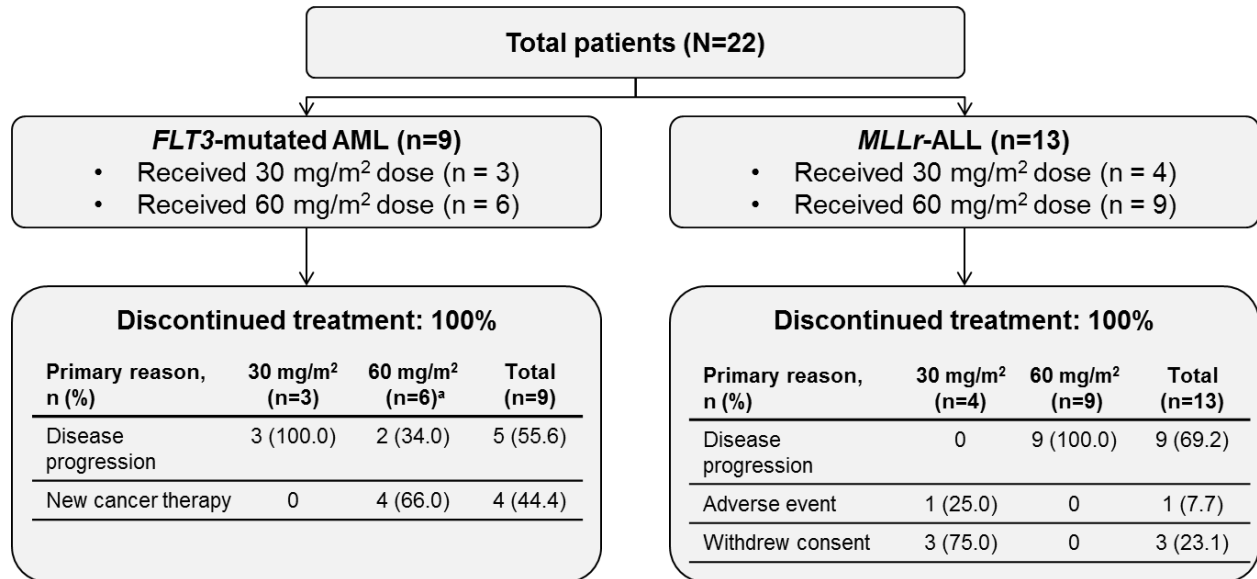 Total patients (N=22)
FLT3-mutated AML (n=9)
• Received 30 mg/m² dose (n = 3)
• Received 60 mg/m² dose (n = 6)
MLLr-ALL (n=13)
• Received 30 mg/m² dose (n = 4)
• Received 60 mg/m² dose (n = 9)
Discontinued treatment: 100%
Primary reason, 30 mg/m² 60 mg/m² Total
n (%) (n=3) (n=6)ᵃ (n=9)
Disease 3 (100.0) 2 (34.0) 5 (55.6)
progression
New cancer therapy 0 4 (66.0) 4 (44.4)
Discontinued treatment: 100%
Primary reason, 30 mg/m² 60 mg/m² Total
n (%) (n=4) (n=9) (n=13)
Disease 0 9 (100.0) 9 (69.2)
progression
Adverse event 1 (25.0) 0 1 (7.7)
Withdrew consent 3 (75.0) 0 3 (23.1)